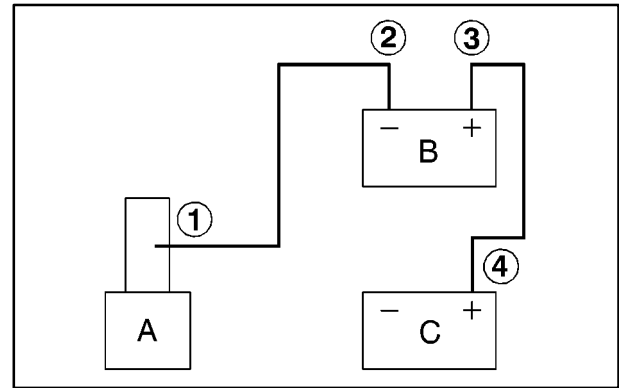 ② ③
− +
B
①
④
− +
A
C